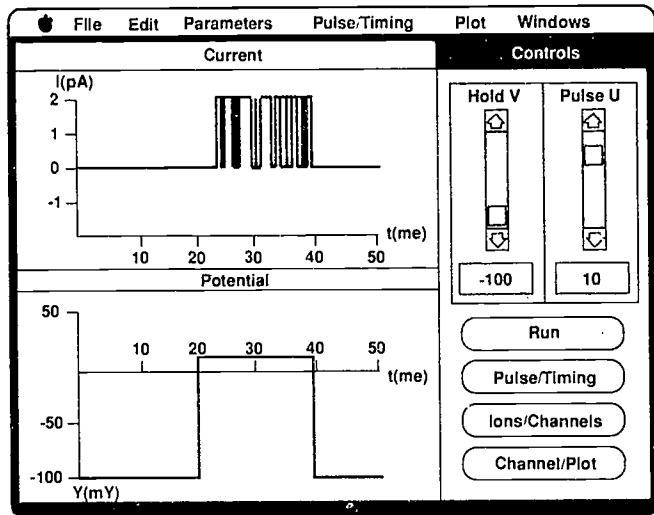 File Edit Parameters Pulse/Timing Plot Windows
Current
I(pA)
2
1
0
-1
t(me)
10 20 30 40 50
Potential
50
10 20 30 40 50
t(me)
-50
-100
Y(mY)
Controls
Hold V Pulse U
-100 10
Run
Pulse/Timing
Ions/Channels
Channel/Plot